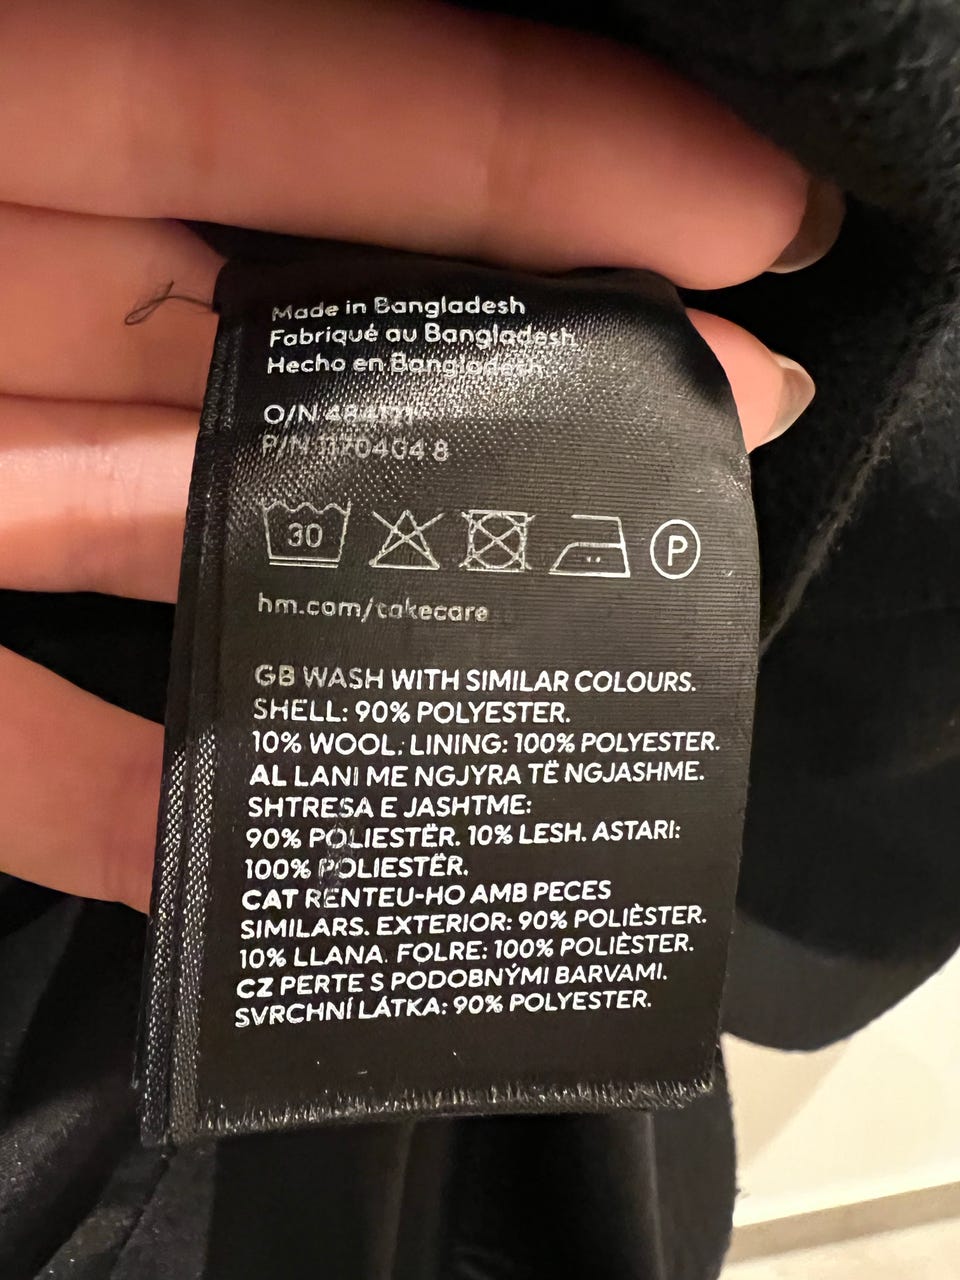 Made in Bangladesh
Fabriqué au Bangladesh
Hecho en Bangladesh
O/N
P/N 1170404 8
30
P
hm.com/takecare
GB WASH WITH SIMILAR COLOURS.
SHELL: 90% POLYESTER.
10% WOOL. LINING: 100% POLYESTER.
AL LANI ME NGJYRA TË NGJASHME.
SHTRESA E JASHTME:
90% POLIESTËR. 10% LESH. ASTARI:
100% POLIESTËR.
CAT RENTEU-HO AMB PECES
SIMILARS. EXTERIOR: 90% POLIÈSTER.
10% LLANA. FOLRE: 100% POLIÈSTER.
CZ PERTE S PODOBNÝMI BARVAMI.
SVRCHNÍ LÁTKA: 90% POLYESTER.